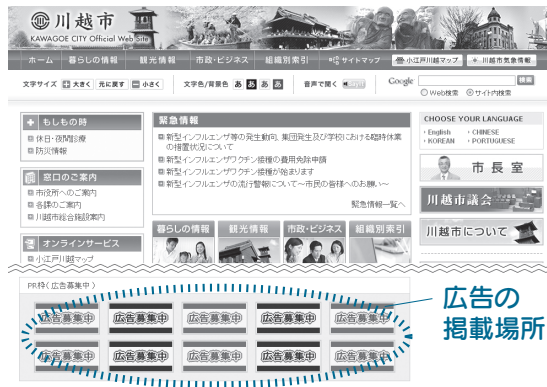 川越市
KAWAGOE CITY Official Web Site
ホーム 暮らしの情報 観光情報 市政・ビジネス 組織別索引 サイトマップ 小江戸川越マップ 川越市気象情報
文字サイズ 大きく 元に戻す 小さく 文字色/背景色 あ あ あ あ 音声で聞く Google 検索
Web検索 サイト内検索
もしもの時
休日・夜間診療
防災情報
窓口のご案内
市役所へのご案内
各課のご案内
川越市総合施設案内
オンラインサービス
小江戸川越マップ
緊急情報
新型インフルエンザ等の発生動向、集団発生及び学校における臨時休業
の措置状況について
新型インフルエンザワクチン接種の費用免除申請
新型インフルエンザワクチン接種が始まります
新型インフルエンザの流行警報について～市民の皆様へのお願い～
緊急情報一覧へ
暮らしの情報 観光情報 市政・ビジネス 組織別索引
CHOOSE YOUR LANGUAGE
English CHINESE
KOREAN PORTUGUESE
市長室
川越市議会
川越市について
PR枠(広告募集中)
広告募集中 広告募集中 広告募集中 広告募集中 広告募集中
広告募集中 広告募集中 広告募集中 広告募集中 広告募集中
広告の
掲載場所